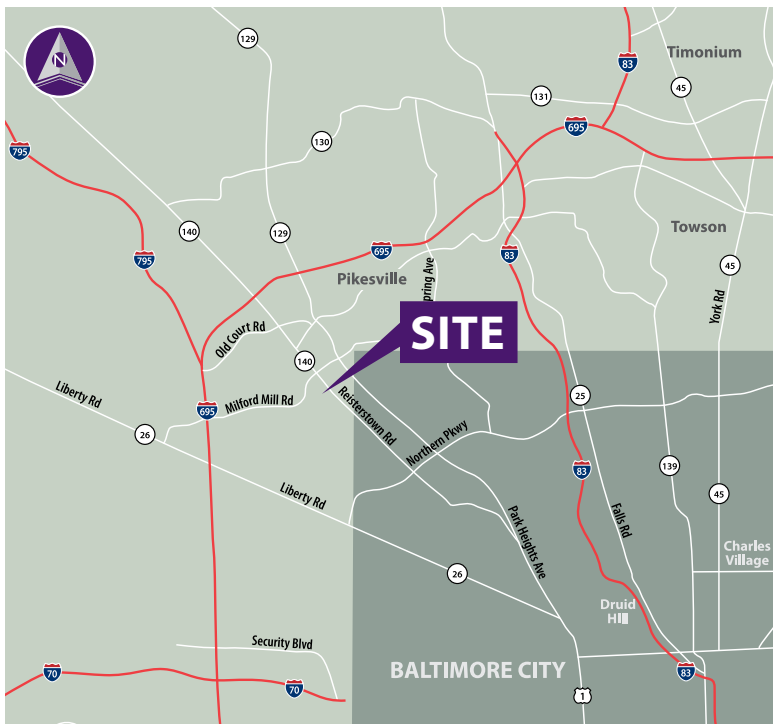 129
Timonium
83
N
45
131
695
795
130
140
129
Towson
695
83
45
795
Pikesville
pring Ave
York Rd
SITE
Old Court Rd
140
Liberty Rd
25
695
Milford Mill Rd
Reisterstown Rd
26
Northern Pkwy
139
83
45
Liberty Rd
Falls Rd
Park Heights Ave
Charles
Village
26
Druid
Hill
Security Blvd
BALTIMORE CITY
70
83
70
1